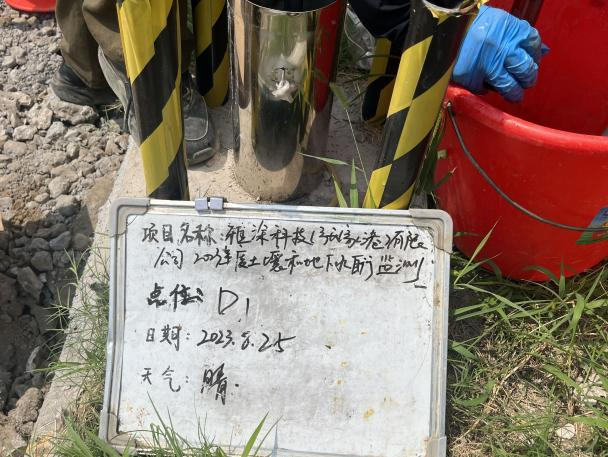 项目名称:雅涂科技(张家港)有限
公司2023年度土壤和地下水自行监测
点位: D1
日期: 2023.8.25
天气: 晴.